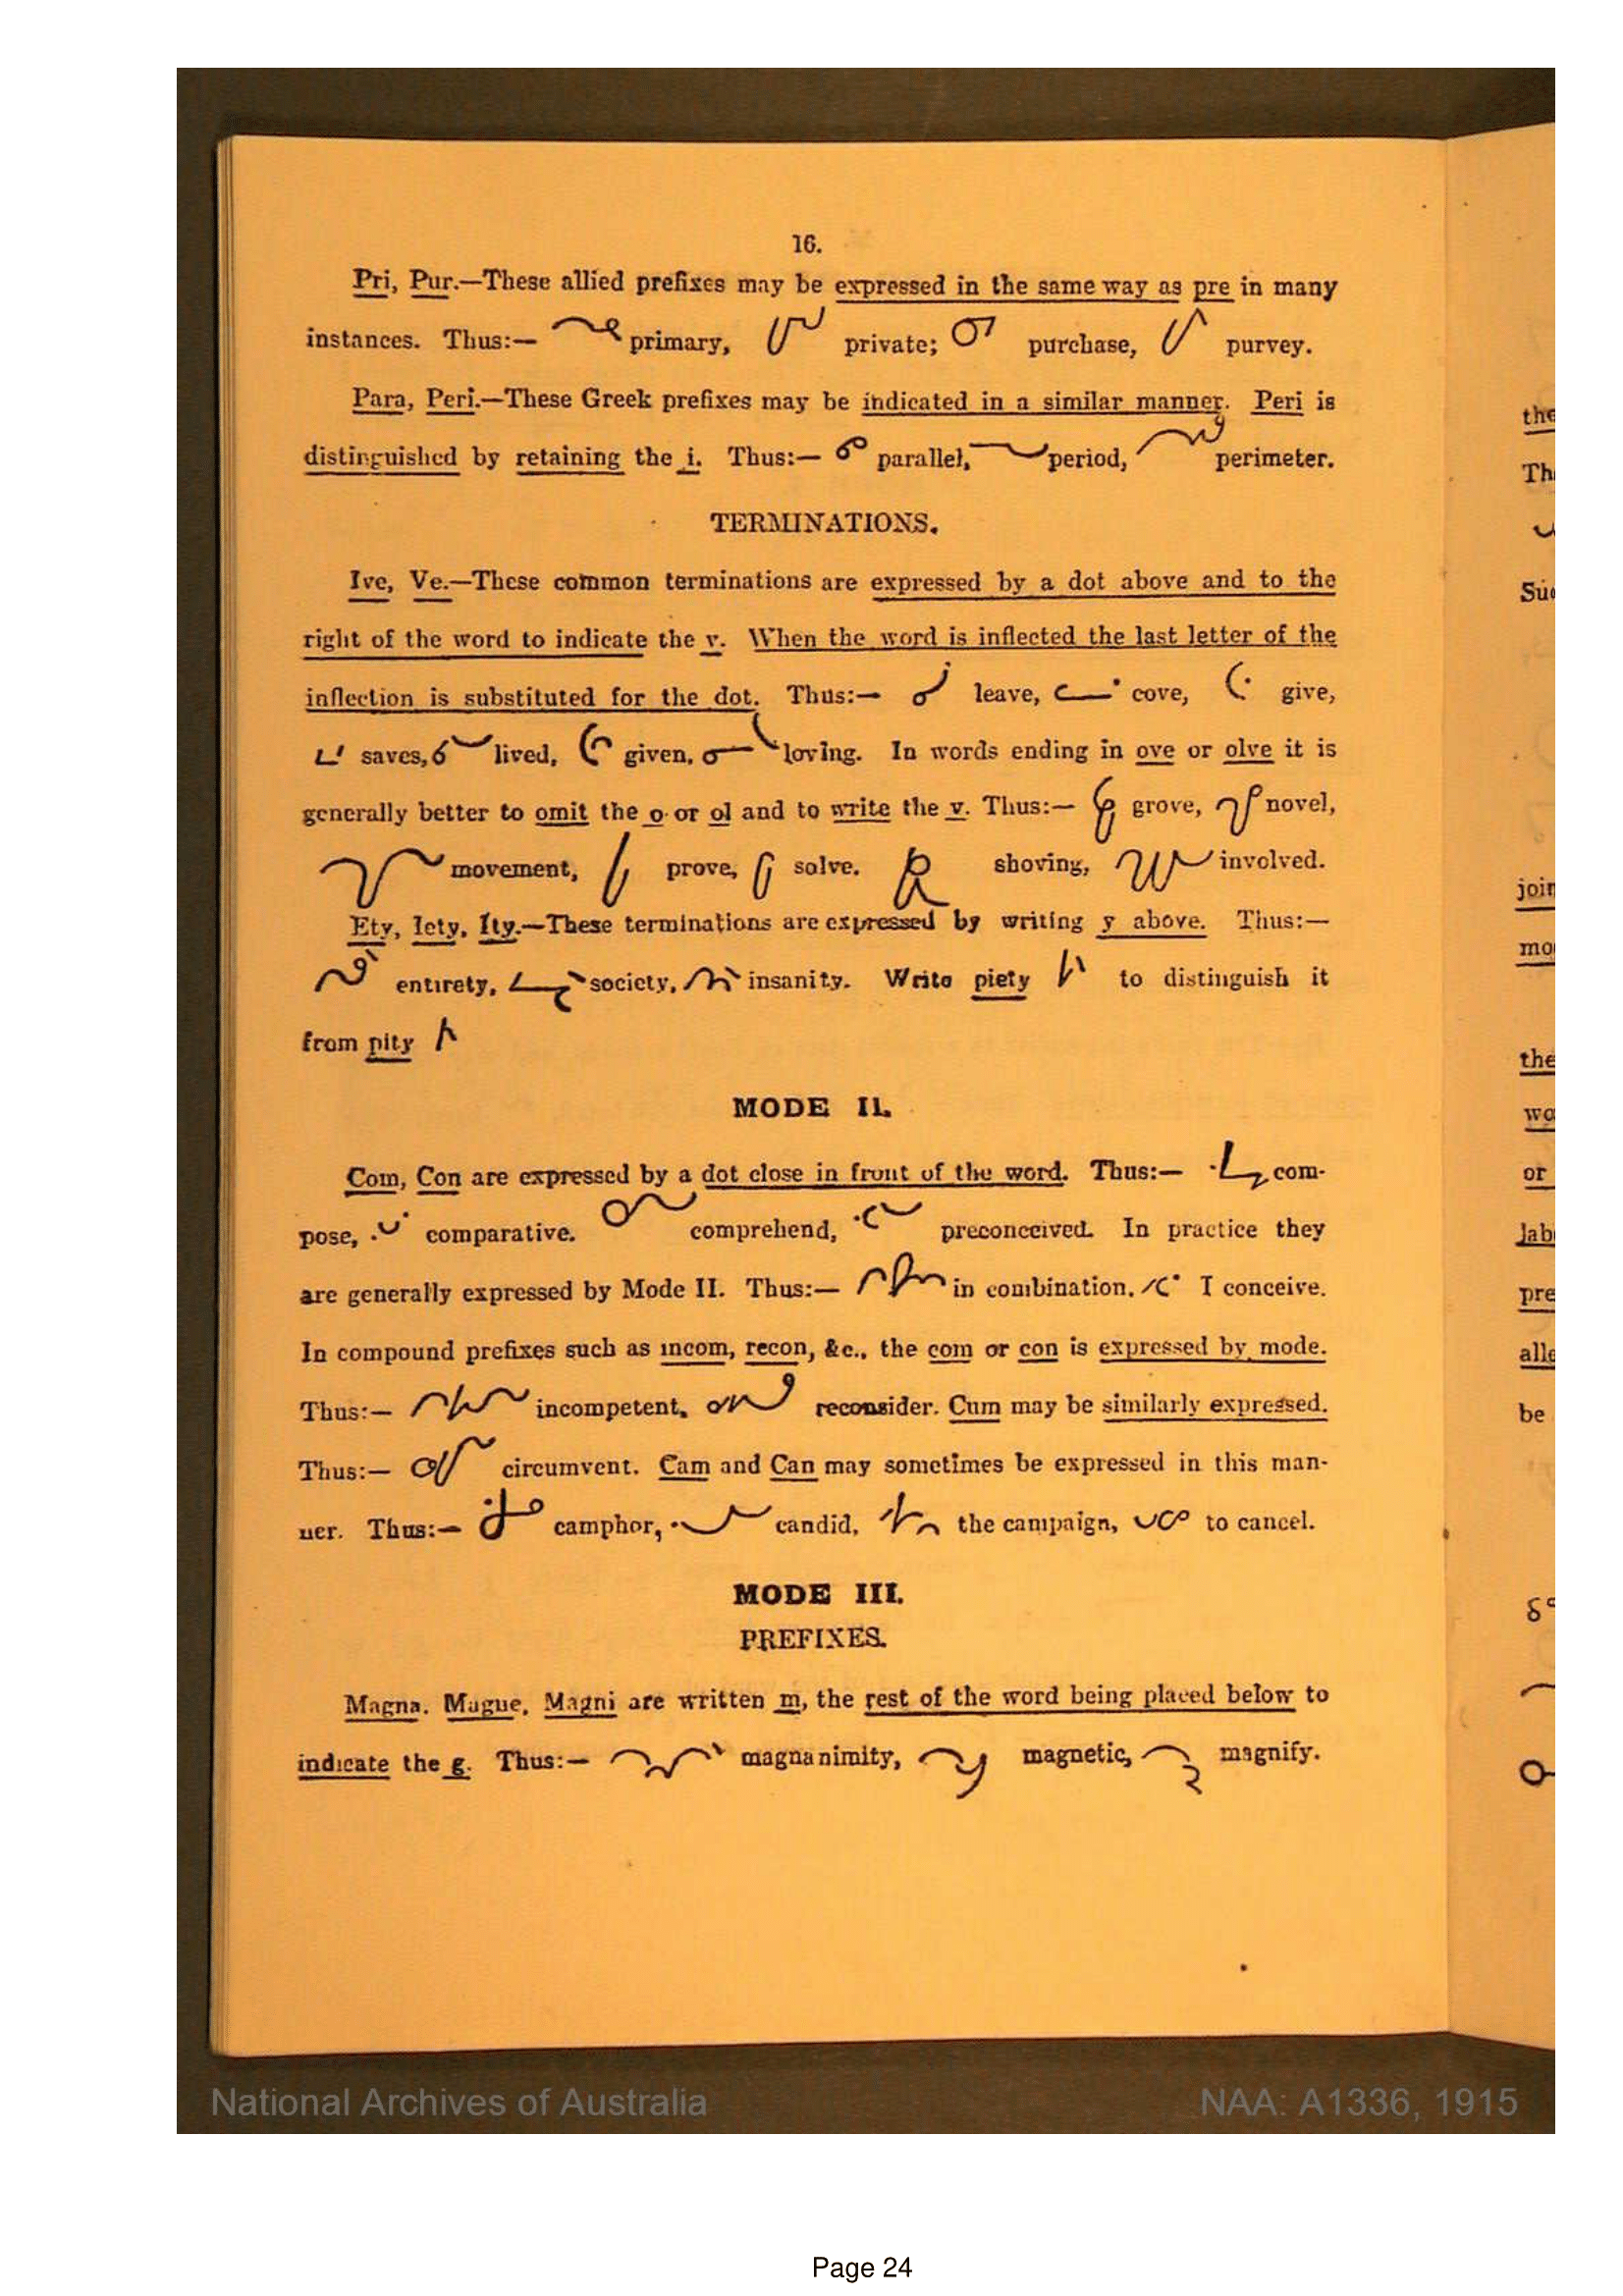 16.
Pri, Pur.—These allied prefixes may be expressed in the same way as pre in many
instances. Thus:— primary, private; purchase, purvey.
Para, Peri.—These Greek prefixes may be indicated in a similar manner. Peri is
distinguished by retaining the i. Thus:— parallel, period, perimeter.
TERMINATIONS.
Ive, Ve.—These common terminations are expressed by a dot above and to the
right of the word to indicate the v. When the word is inflected the last letter of the
inflection is substituted for the dot. Thus:— leave, cove, give,
saves, lived, given, loving. In words ending in ove or olve it is
generally better to omit the o or ol and to write the v. Thus:— grove, novel,
movement, prove, solve. shoving, involved.
Ety, Iety, Ity.—These terminations are expressed by writing y above. Thus:—
entirety, society, insanity. Write piety to distinguish it
from pity
MODE II.
Com, Con are expressed by a dot close in front of the word. Thus:— com-
pose, comparative. comprehend, preconceived. In practice they
are generally expressed by Mode II. Thus:— in combination. I conceive.
In compound prefixes such as incom, recon, &c., the com or con is expressed by mode.
Thus:— incompetent, reconsider. Cum may be similarly expressed.
Thus:— circumvent. Cam and Can may sometimes be expressed in this man-
ner. Thus:— camphor, candid, the campaign, to cancel.
MODE III.
PREFIXES.
Magna. Magne, Magni are written m, the rest of the word being placed below to
indicate the g. Thus:— magnanimity, magnetic, magnify.
the
Th
Su
join
mo
the
wo
or
lab
pre
alle
be
National Archives of Australia
NAA: A1336, 1915
Page 24